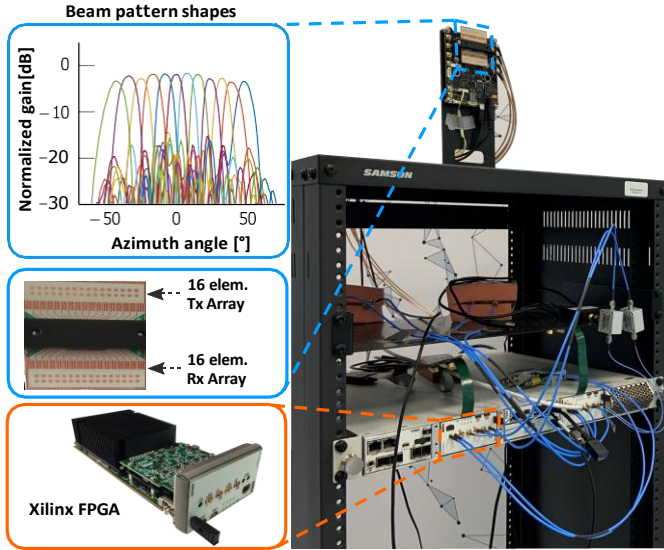 Beam pattern shapes
Normalized gain[dB]
0
−10
−20
−30
−50
0
50
Azimuth angle [°]
16 elem.
Tx Array
16 elem.
Rx Array
Xilinx FPGA
SAMSON